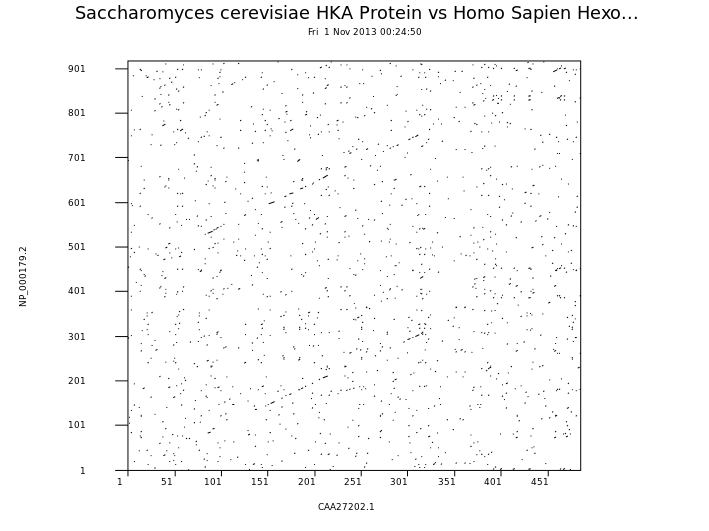 Saccharomyces cerevisiae HKA Protein vs Homo Sapien Hexo...
Fri 1 Nov 2013 00:24:50
901
801
701
601
501
401
301
201
101
1
NP_000179.2
1 51 101 151 201 251 301 351 401 451
CAA27202.1